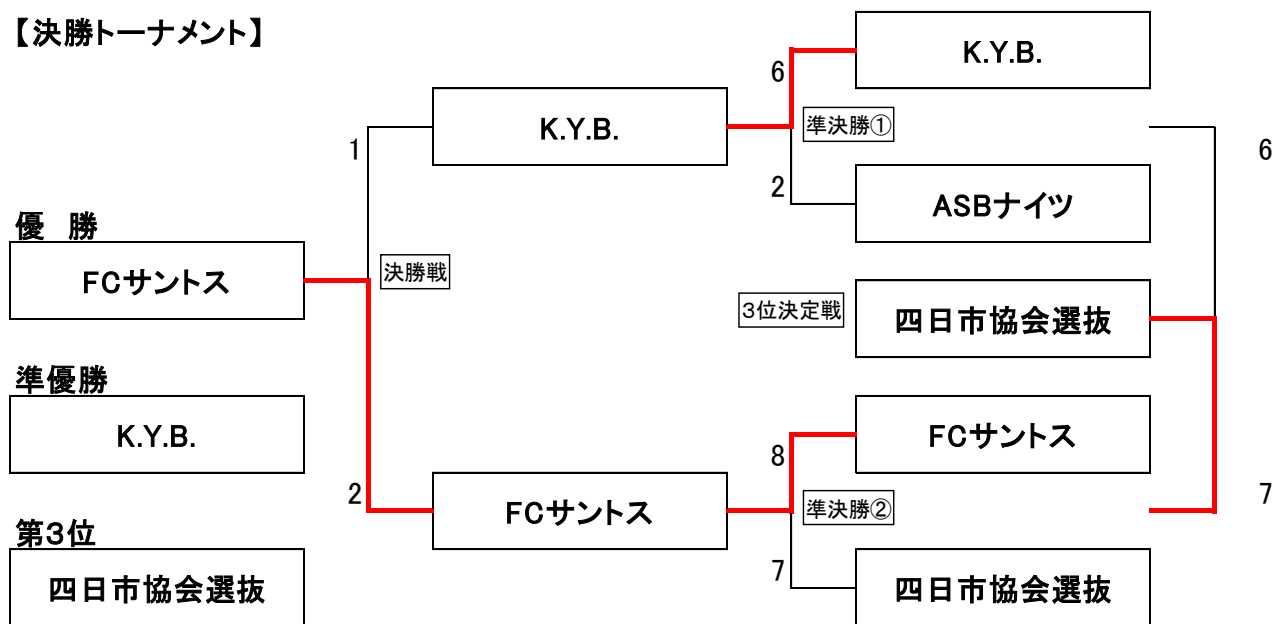 【決勝トーナメント】
K.Y.B.
6
K.Y.B.
準決勝①
1
6
2
ASBナイツ
優　勝
FCサントス
決勝戦
3位決定戦
四日市協会選抜
準優勝
K.Y.B.
FCサントス
8
2
FCサントス
準決勝②
7
第3位
四日市協会選抜
7
四日市協会選抜